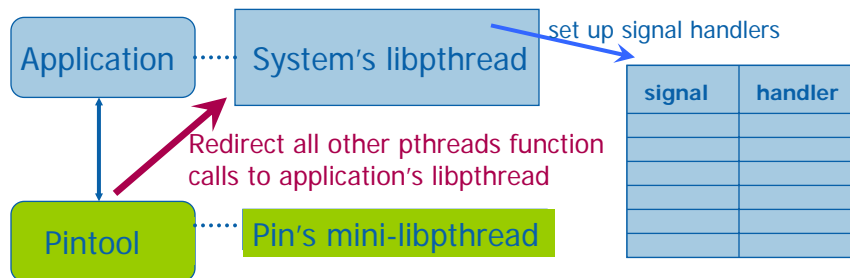 set up signal handlers
Application
System's libpthread
signal
handler
Redirect all other pthreads function
calls to application's libpthread
Pintool
Pin's mini-libpthread